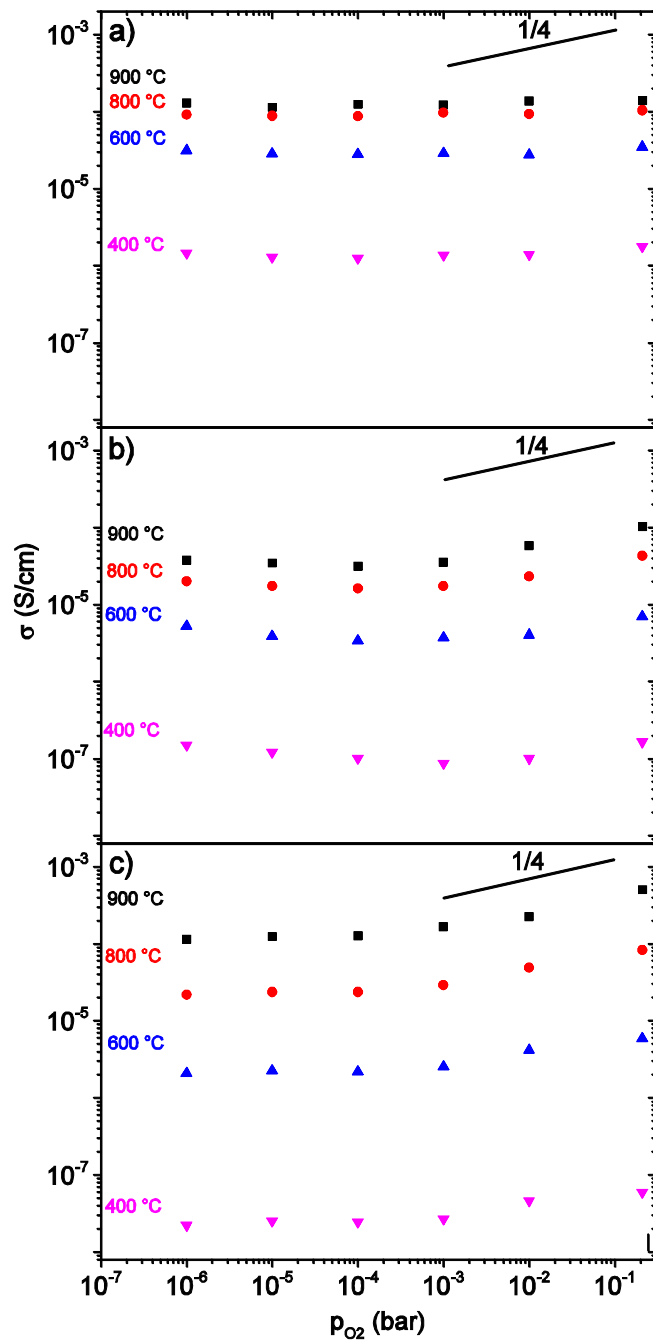 a)
1/4
10⁻³
900 °C
800 °C
600 °C
10⁻⁵
400 °C
10⁻⁷
b)
1/4
10⁻³
900 °C
800 °C
600 °C
10⁻⁵
400 °C
10⁻⁷
σ (S/cm)
c)
1/4
10⁻³
900 °C
800 °C
10⁻⁵
600 °C
10⁻⁷
400 °C
10⁻⁷ 10⁻⁶ 10⁻⁵ 10⁻⁴ 10⁻³ 10⁻² 10⁻¹
p_O2 (bar)